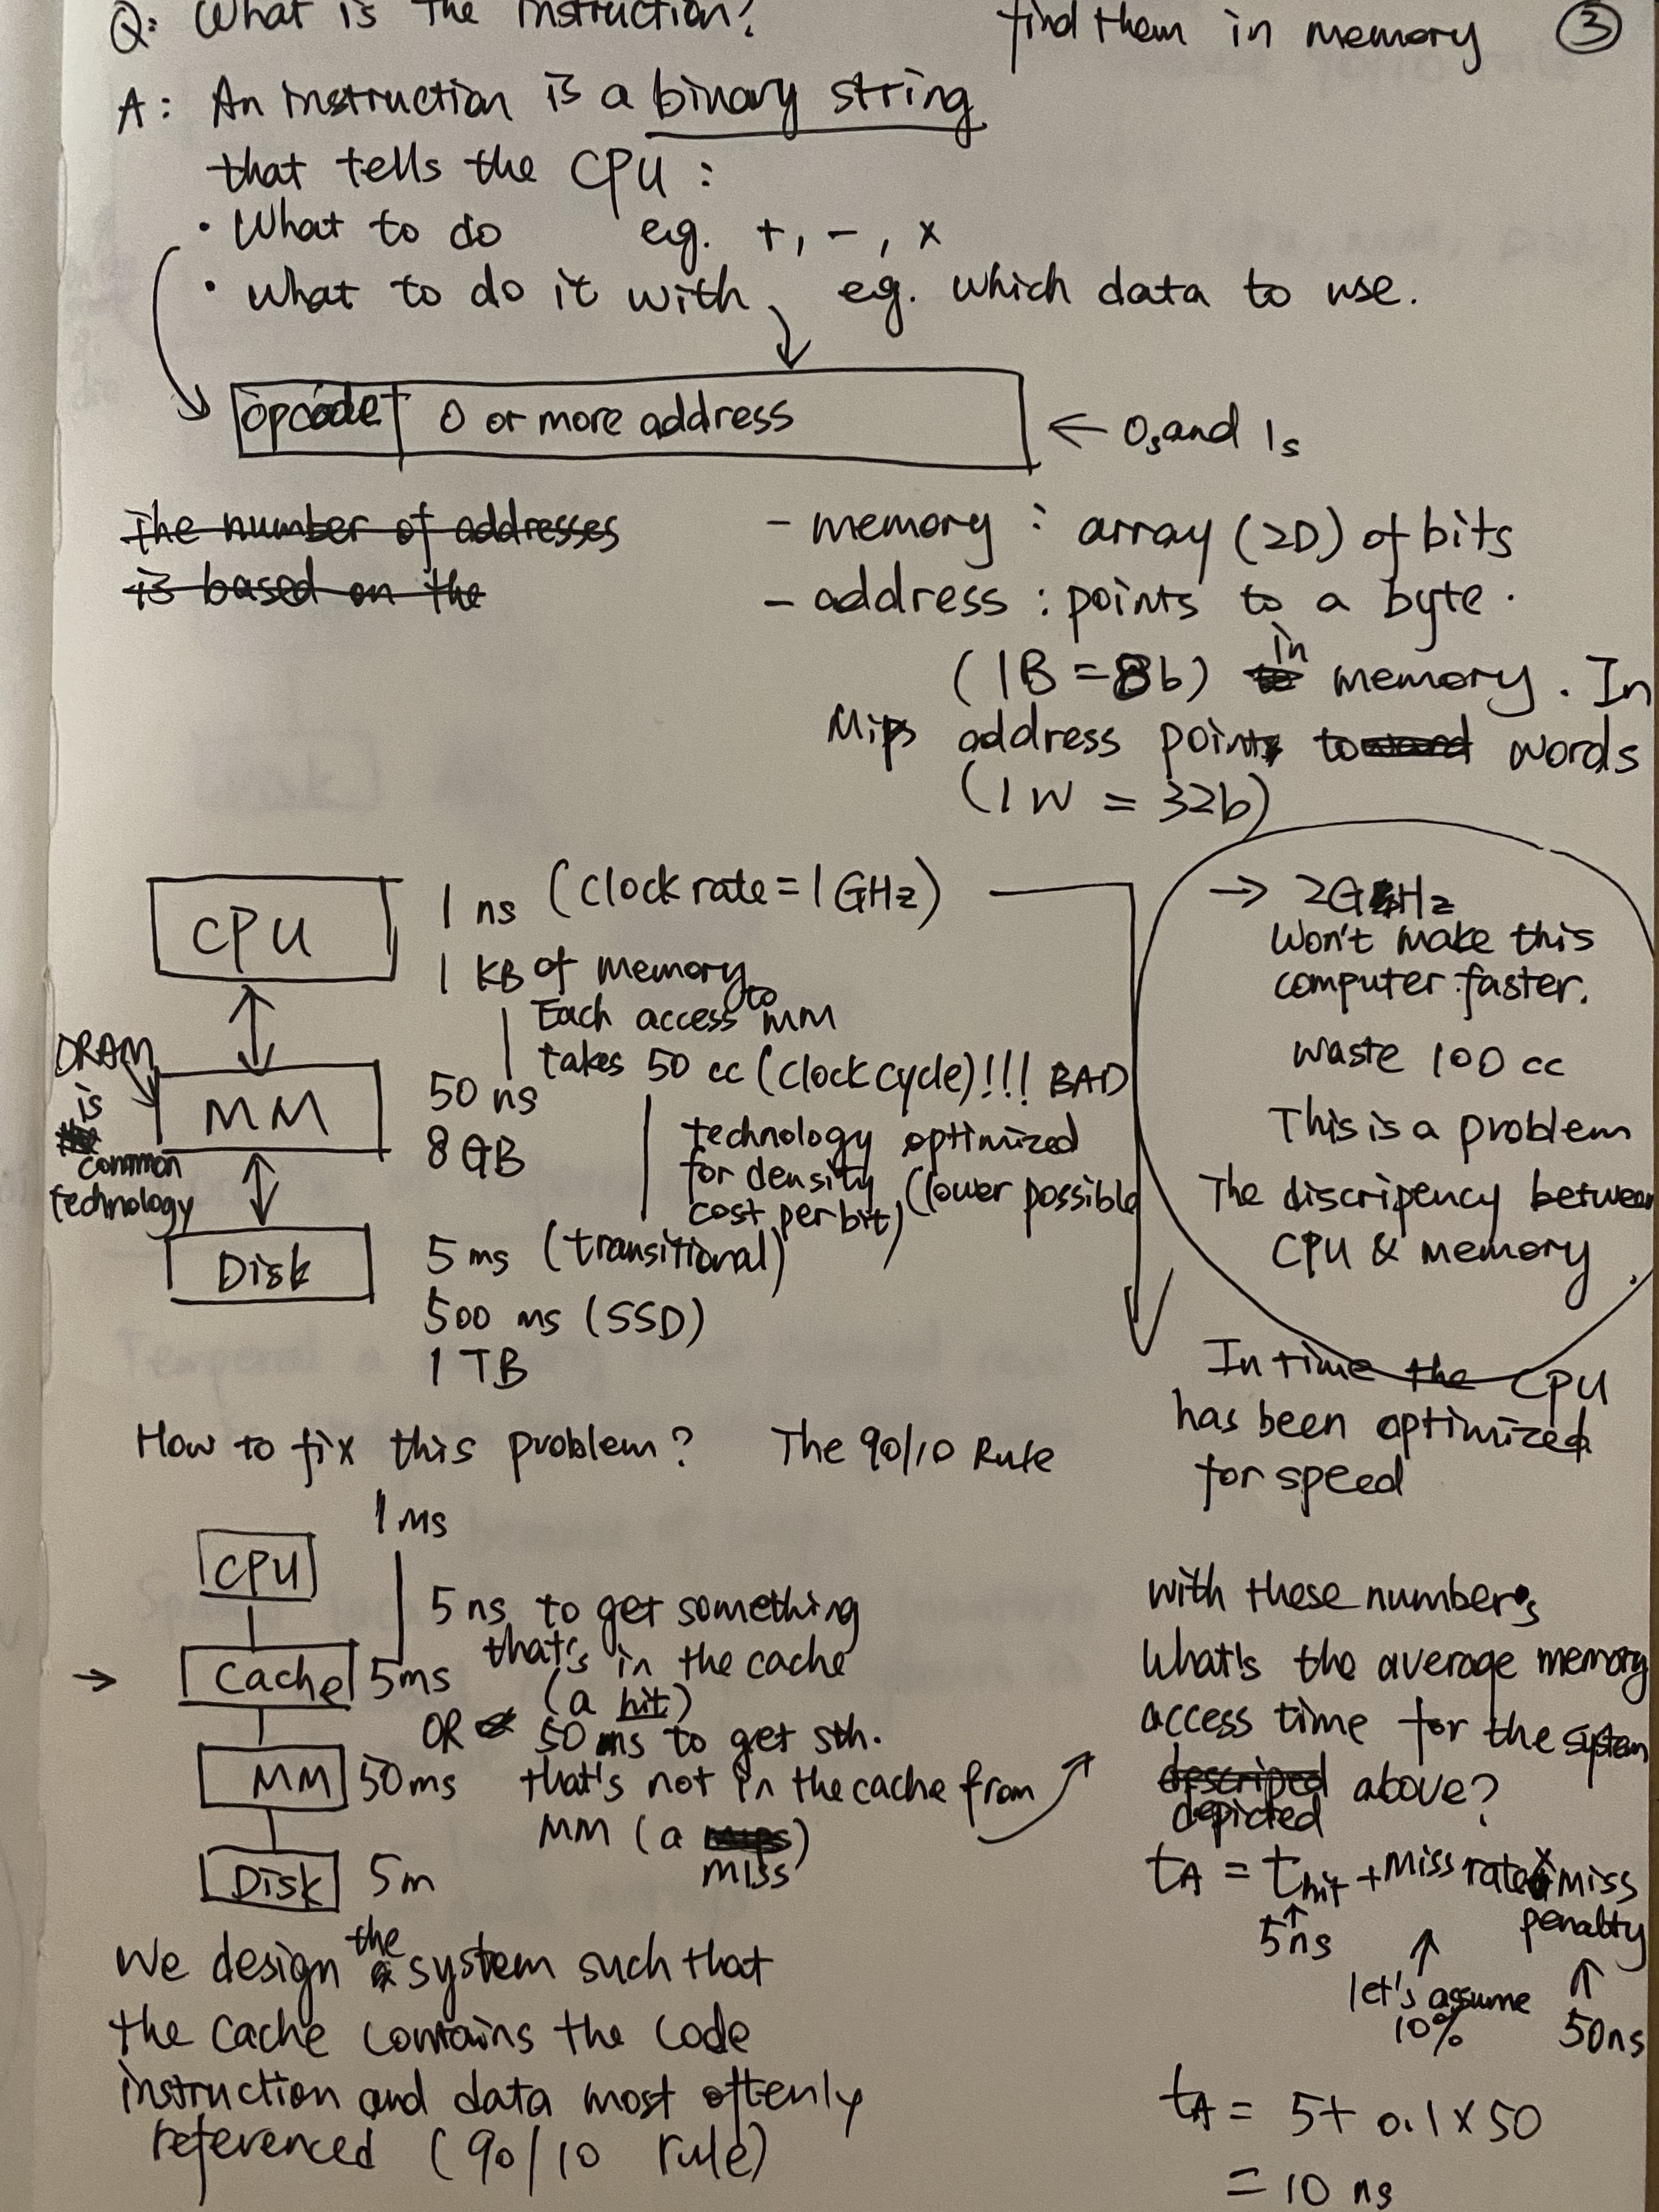 Q: What is the instruction?
find them in memory ③
A: An instruction is a binary string
that tells the CPU :
· What to do eg. +, -, x
· what to do it with, eg. which data to use.
opcode 0 or more address ← 0s and 1s
The number of addresses
is based on the
- memory : array (2D) of bits
- address : points to a byte.
(1B = 8b) in memory. In
Mips address points to words
(1W = 32b)
CPU
1 ns (clock rate = 1 GHz)
1 KB of memory
Each access to MM
takes 50 cc (clock cycle)!!! BAD
DRAM
is
common
technology
MM
50 ns
8 GB
technology optimized
for density (lower possible
cost per bit)
Disk
5 ms (transitional)
500 ms (SSD)
1 TB
→ 2GHz
Won't make this
computer faster.
waste 100 cc
This is a problem
The discripency between
CPU & memory
In time the CPU
has been optimized
for speed
How to fix this problem? The 90/10 Rule
1 ms
CPU
5 ns to get something
that's in the cache
(a hit)
→ Cache 5ms
OR 50 ns to get sth.
that's not in the cache from
MM (a miss)
MM 50ms
Disk 5m
We design the system such that
the cache contains the code
instruction and data most oftenly
referenced (90/10 rule)
with these numbers
What's the average memory
access time for the system
descriped above?
depicted
tA = thit + Miss rate x miss
penalty
5ns
let's assume
10%
50ns
tA = 5+ 0.1 x 50
= 10 ns